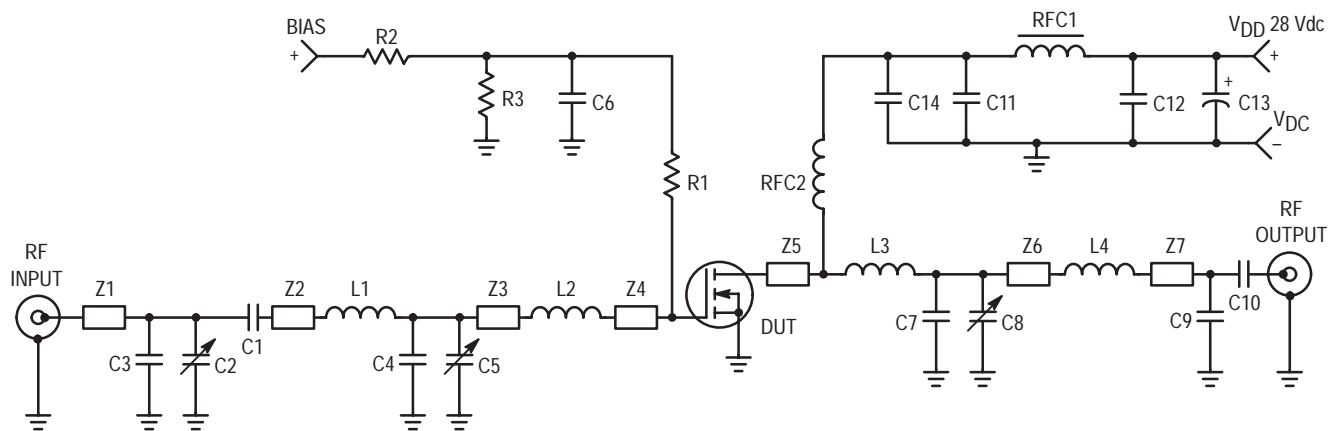 BIAS
+
R2
R3
C6
R1
RFC1
VDD 28 Vdc
+
C14
C11
C12
+
C13
VDC
–
RFC2
RF
INPUT
Z1
C3
C2
C1
Z2
L1
C4
C5
Z3
L2
Z4
DUT
Z5
L3
C7
C8
Z6
L4
Z7
C9
C10
RF
OUTPUT